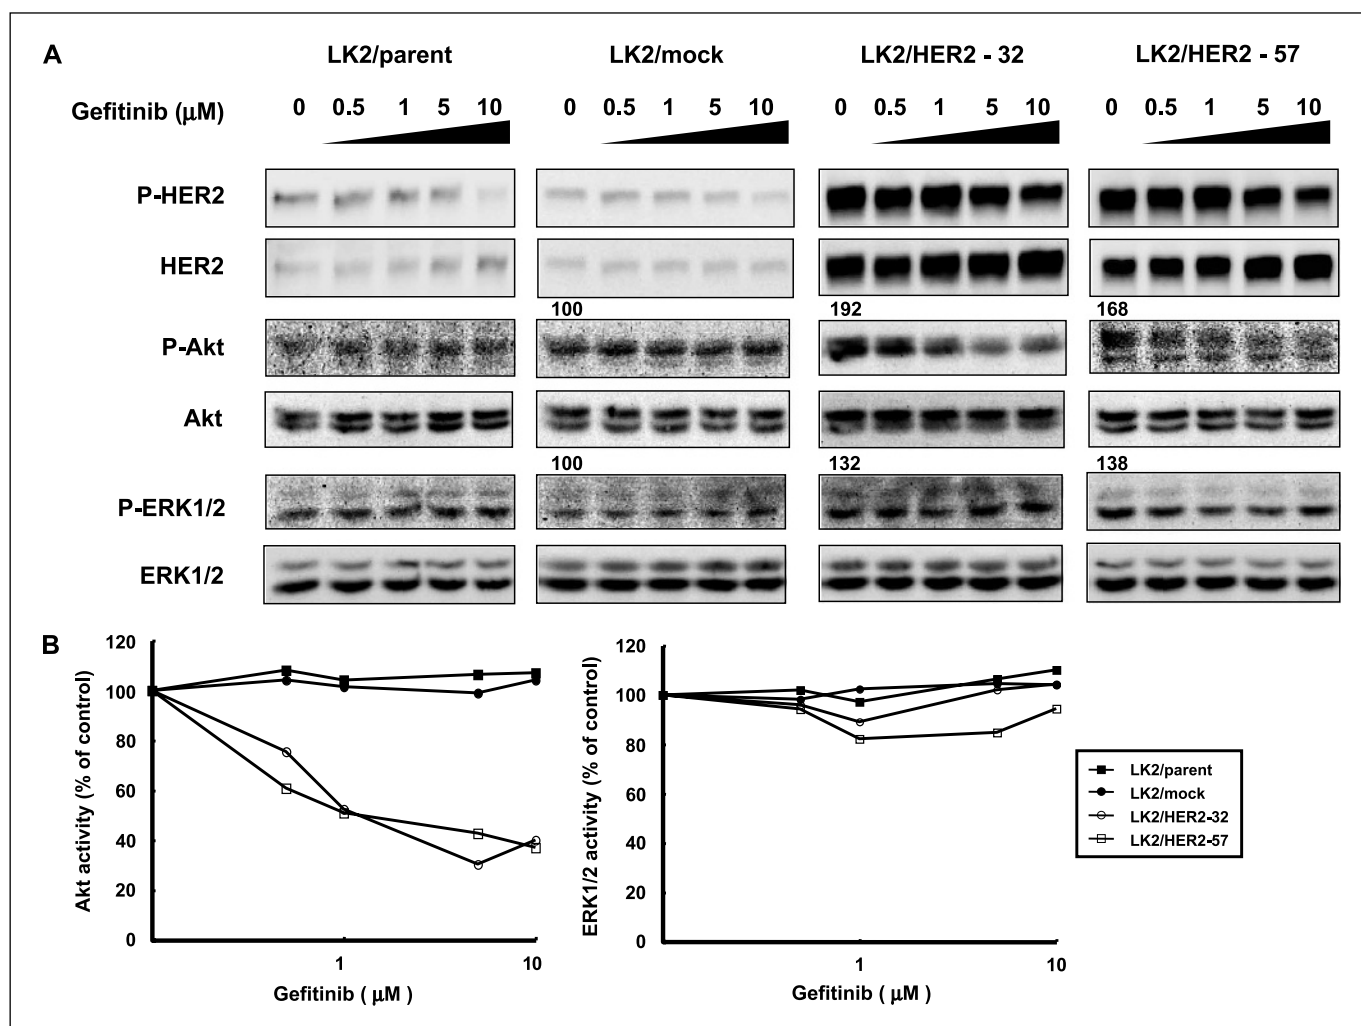 A
LK2/parent LK2/mock LK2/HER2 - 32 LK2/HER2 - 57
Gefitinib (μM) 0 0.5 1 5 10 0 0.5 1 5 10 0 0.5 1 5 10 0 0.5 1 5 10
P-HER2
HER2
100 192 168
P-Akt
Akt
100 132 138
P-ERK1/2
ERK1/2
B
Akt activity (% of control)
120
100
80
60
40
20
0
1 10
Gefitinib ( μM )
ERK1/2 activity (% of control)
120
100
80
60
40
20
0
1 10
Gefitinib ( μM )
LK2/parent
LK2/mock
LK2/HER2-32
LK2/HER2-57